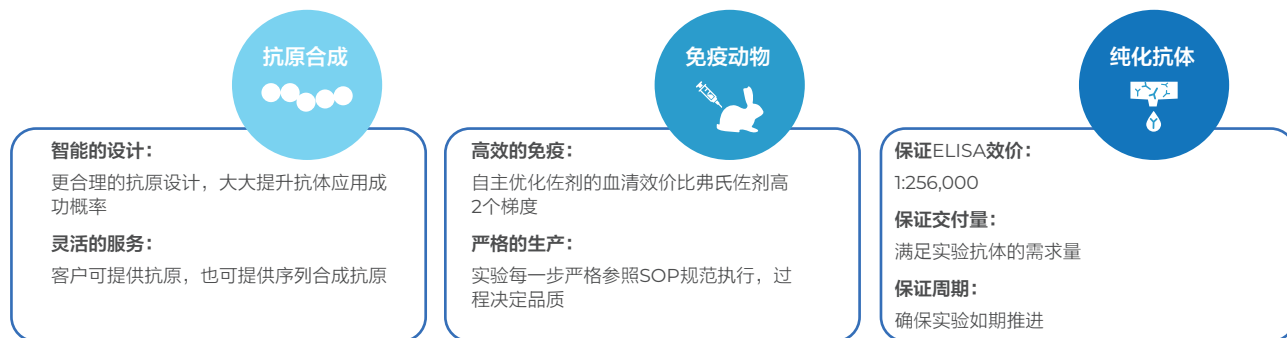 抗原合成
智能的设计：
更合理的抗原设计，大大提升抗体应用成
功概率
灵活的服务：
客户可提供抗原，也可提供序列合成抗原
免疫动物
高效的免疫：
自主优化佐剂的血清效价比弗氏佐剂高
2个梯度
严格的生产：
实验每一步严格参照SOP规范执行，过
程决定品质
纯化抗体
保证ELISA效价：
1:256,000
保证交付量：
满足实验抗体的需求量
保证周期：
确保实验如期推进